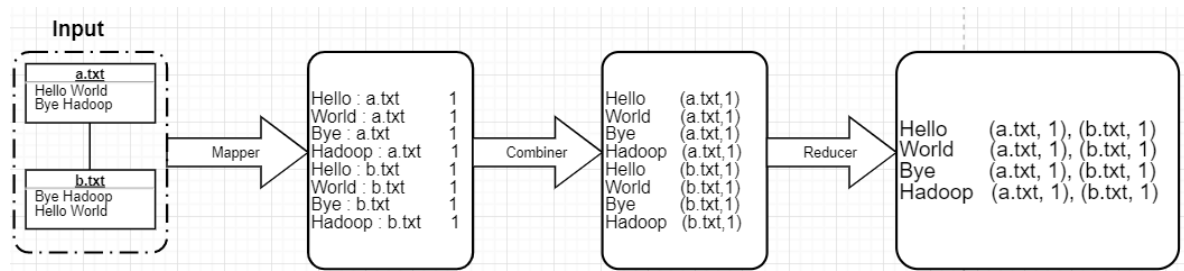 Input
a.txt
Hello World
Bye Hadoop
b.txt
Bye Hadoop
Hello World
Mapper
Hello : a.txt 1
World : a.txt 1
Bye : a.txt 1
Hadoop : a.txt 1
Hello : b.txt 1
World : b.txt 1
Bye : b.txt 1
Hadoop : b.txt 1
Combiner
Hello (a.txt,1)
World (a.txt,1)
Bye (a.txt,1)
Hadoop (a.txt,1)
Hello (b.txt,1)
World (b.txt,1)
Bye (b.txt,1)
Hadoop (b.txt,1)
Reducer
Hello (a.txt, 1), (b.txt, 1)
World (a.txt, 1), (b.txt, 1)
Bye (a.txt, 1), (b.txt, 1)
Hadoop (a.txt, 1), (b.txt, 1)